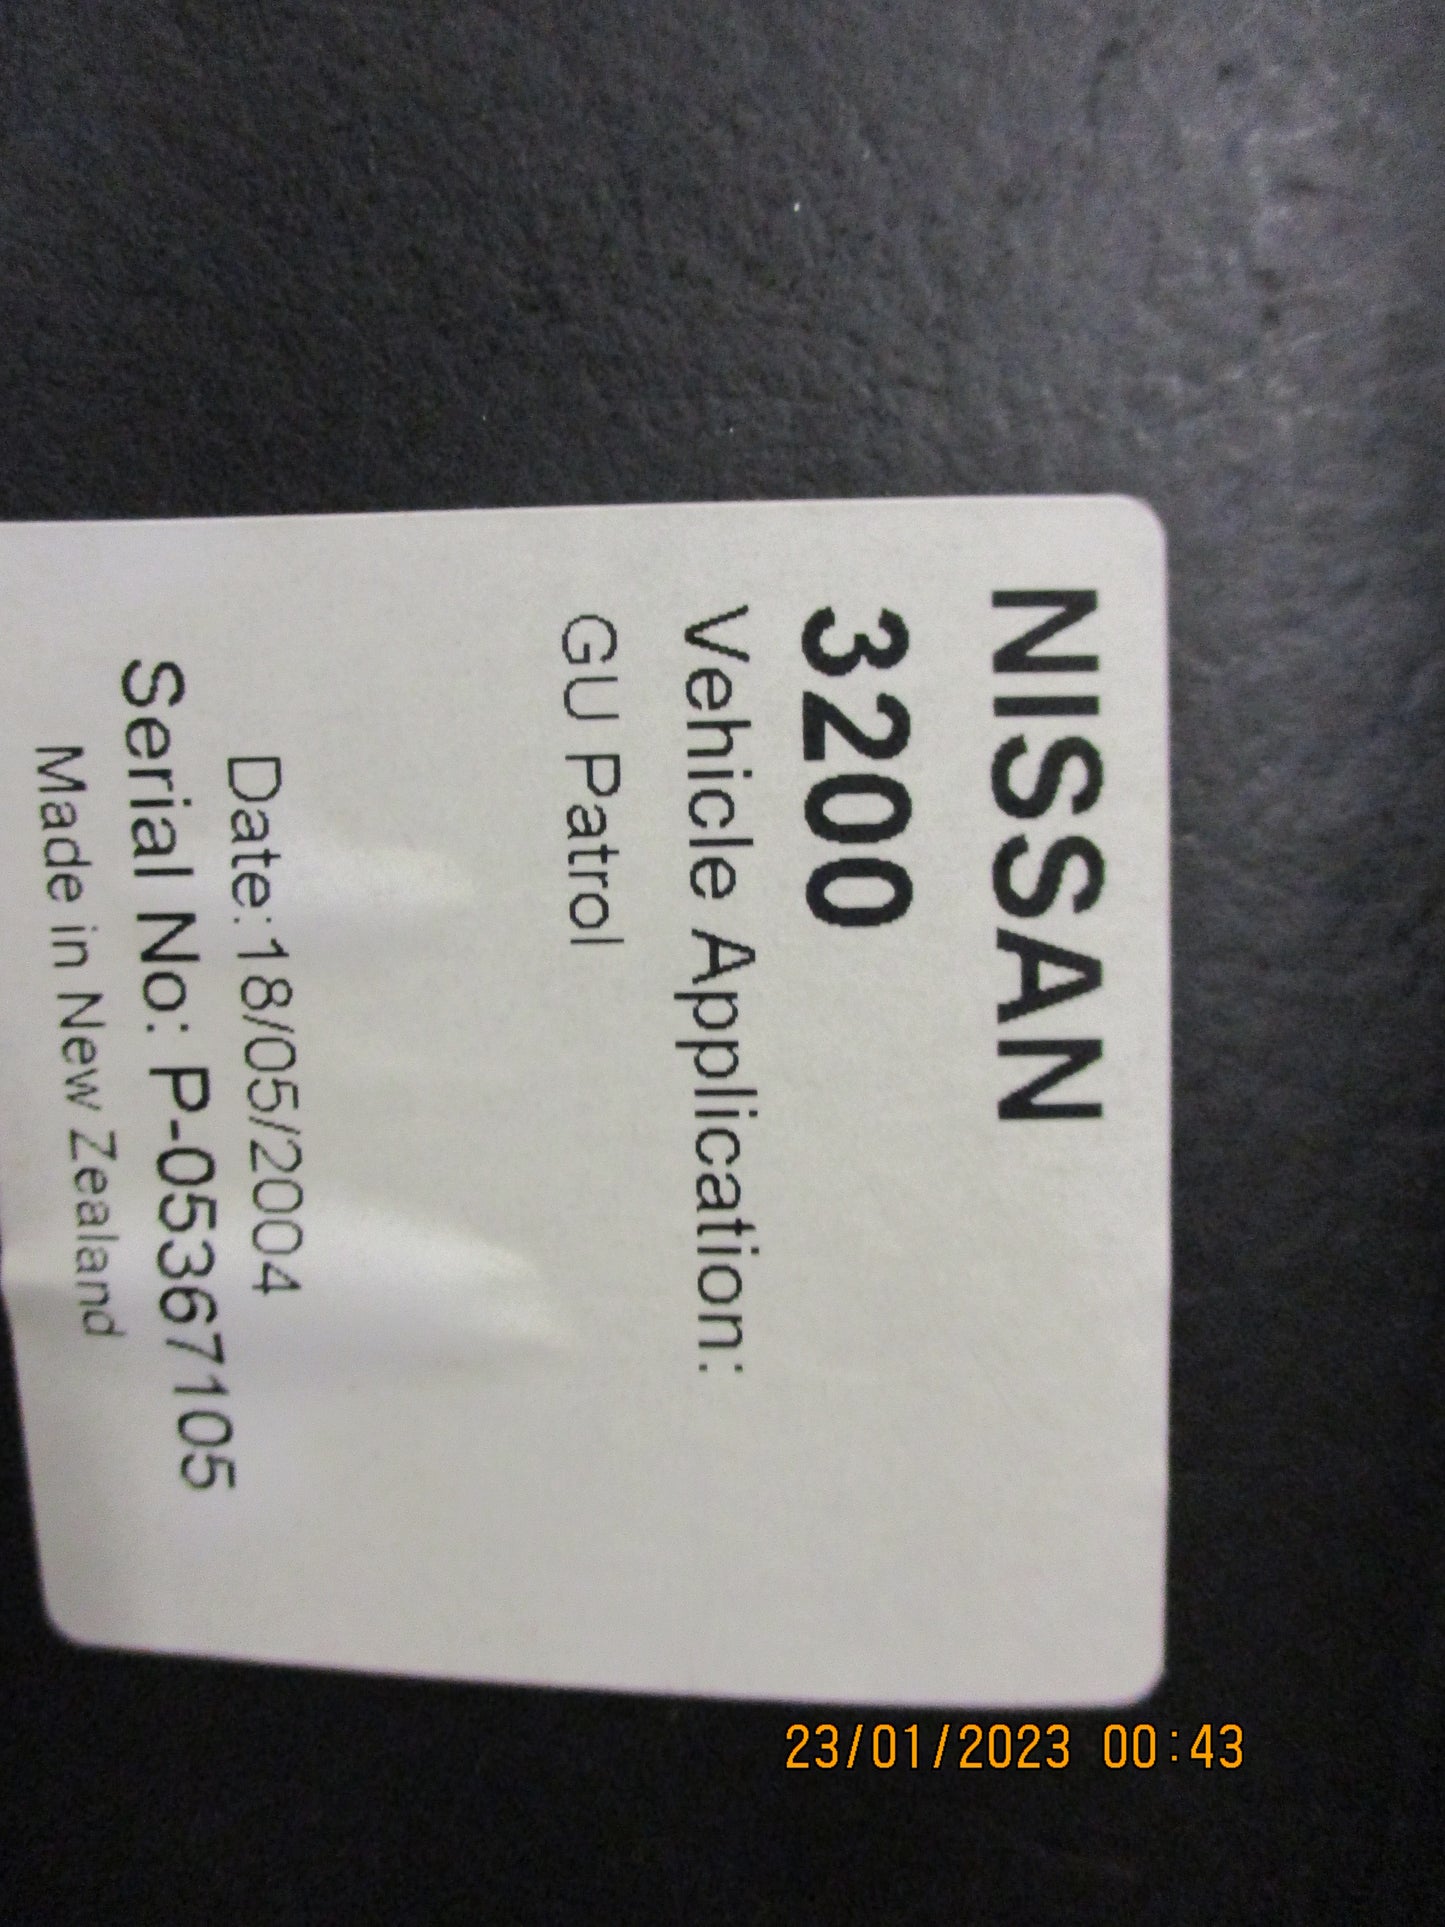 NISSAN
3200
Vehicle Application:
GU Patrol
Date:18/05/2004
Serial No: P-05367105
Made in New Zealand
23/01/2023 00:43